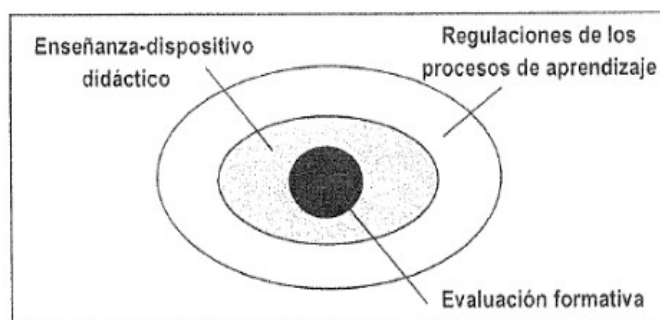 Enseñanza-dispositivo
didáctico
Regulaciones de los
procesos de aprendizaje
Evaluación formativa